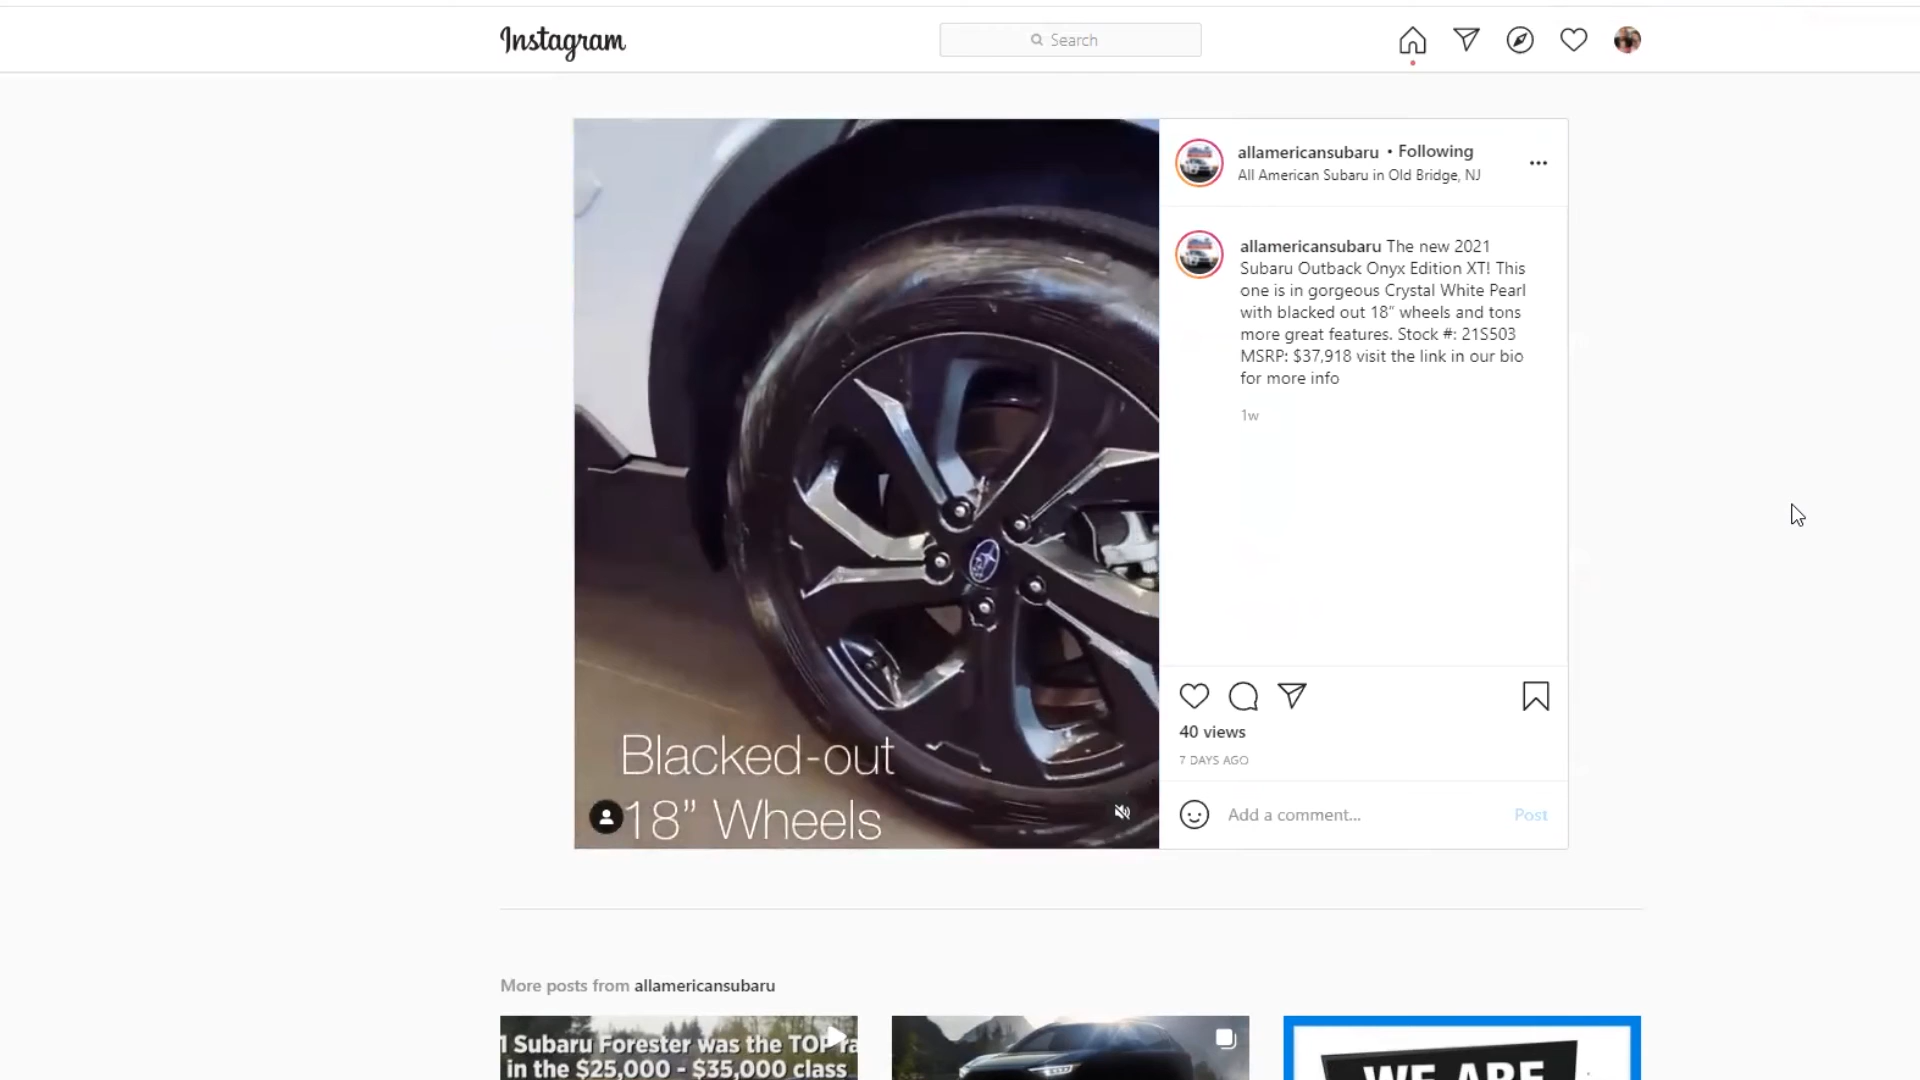 Instagram
Search
allamericansubaru • Following
All American Subaru in Old Bridge, NJ
allamericansubaru The new 2021
Subaru Outback Onyx Edition XT! This
one is in gorgeous Crystal White Pearl
with blacked out 18” wheels and tons
more great features. Stock #: 21S503
MSRP: $37,918 visit the link in our bio
for more info
1w
Blacked-out
18” Wheels
40 views
7 DAYS AGO
Add a comment...
Post
More posts from allamericansubaru
Subaru Forester was the TOP ra
in the $25,000 - $35,000 class
WE ARE